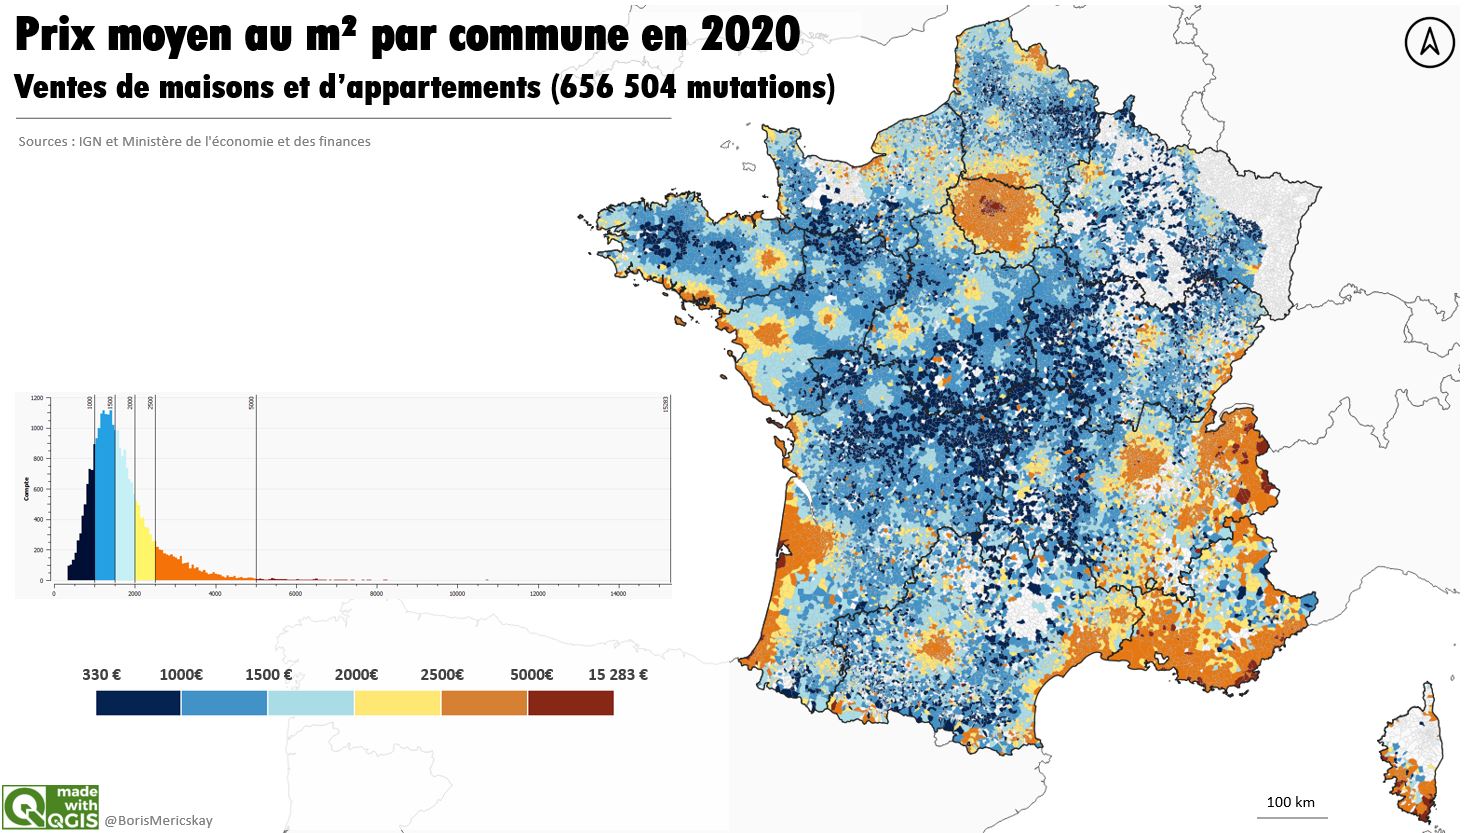 Prix moyen au m² par commune en 2020
Ventes de maisons et d'appartements (656 504 mutations)
Sources : IGN et Ministère de l'économie et des finances
1000
1500
2000
2500
5000
15283
1200
1000
800
600
400
200
0
Compte
0 2000 4000 6000 8000 10000 12000 14000
330 € 1000€ 1500 € 2000€ 2500€ 5000€ 15 283 €
made
with
QGIS
@BorisMericskay
100 km